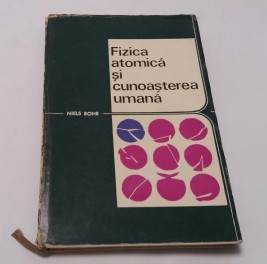 Fizica
atomică
și
cunoașterea
umană
NIELS BOHR